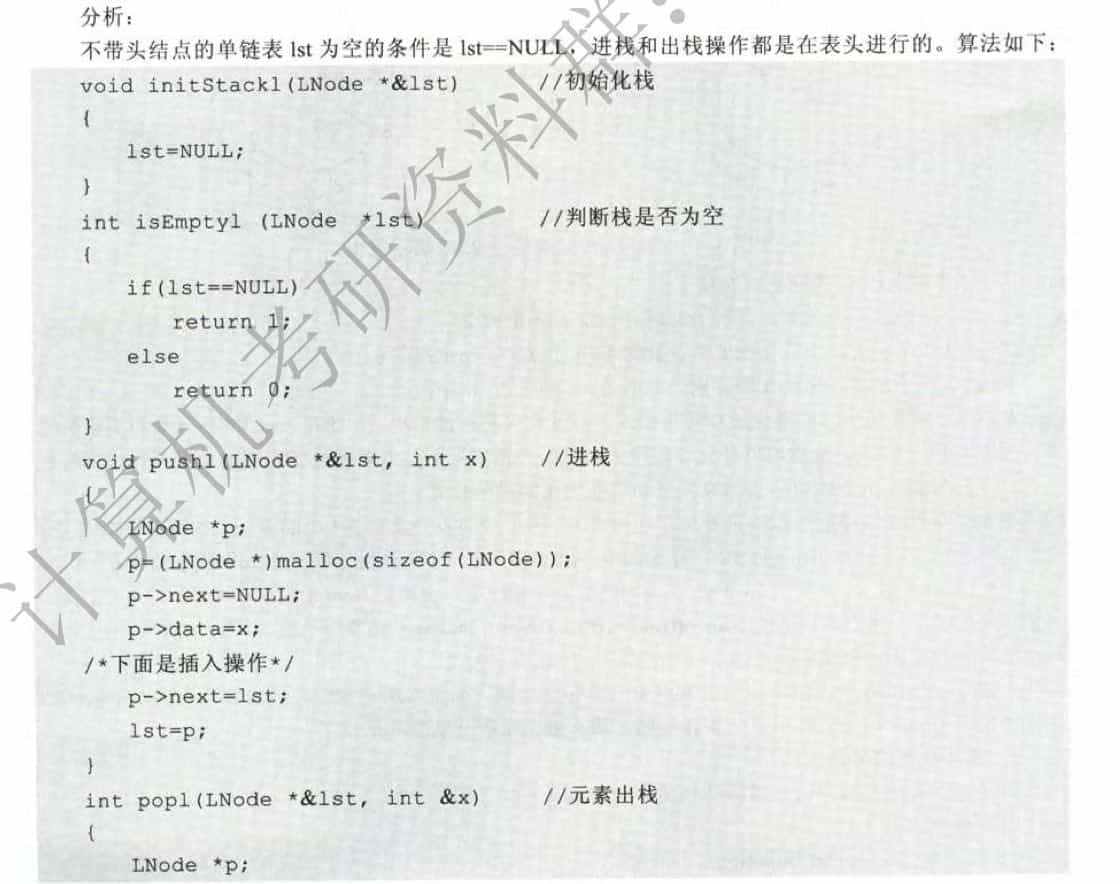 分析：
不带头结点的单链表 lst 为空的条件是 lst==NULL，进栈和出栈操作都是在表头进行的。算法如下：
void initStackl(LNode *&lst) //初始化栈
{
lst=NULL;
}
int isEmptyl (LNode *lst) //判断栈是否为空
{
if(lst==NULL)
return 1;
else
return 0;
}
void pushl(LNode *&lst, int x) //进栈
{
LNode *p;
p=(LNode *)malloc(sizeof(LNode));
p->next=NULL;
p->data=x;
/*下面是插入操作*/
p->next=lst;
lst=p;
}
int popl(LNode *&lst, int &x) //元素出栈
{
LNode *p;
计算机考研资料群：